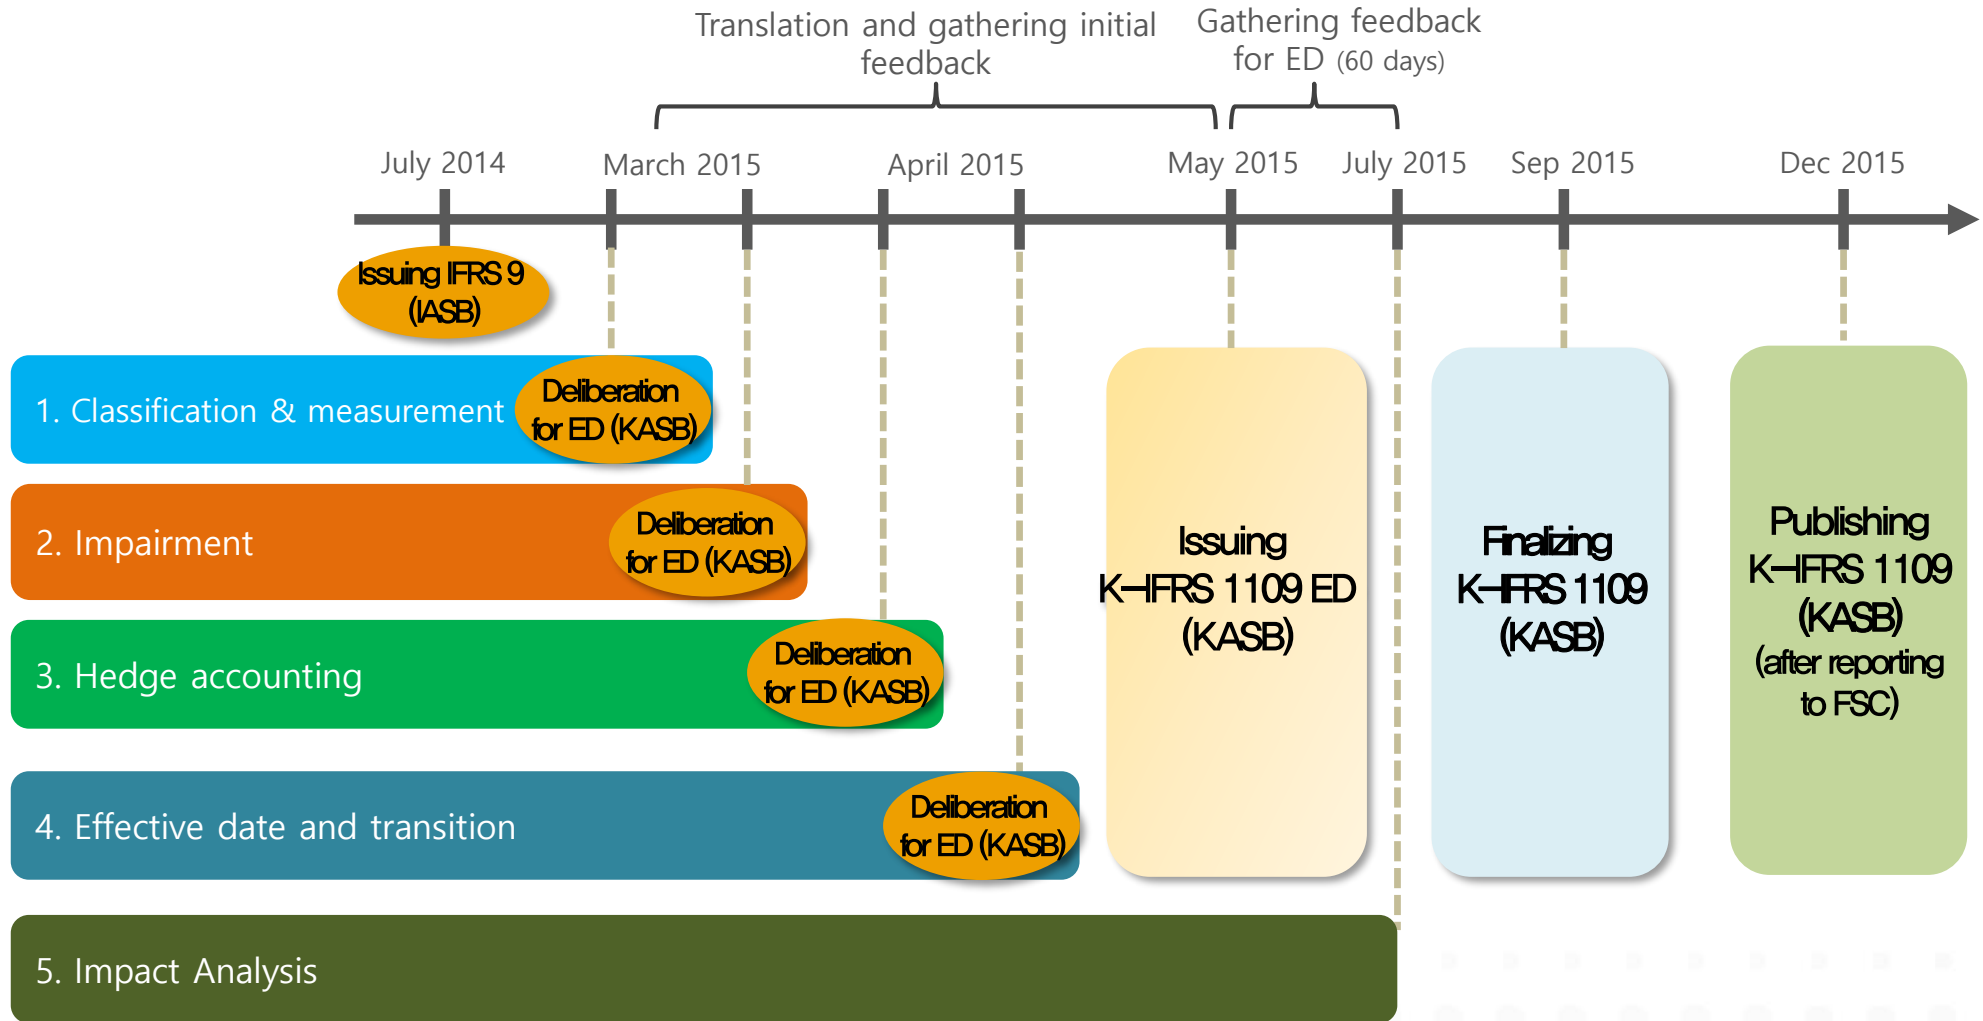 Translation and gathering initial
feedback
Gathering feedback
for ED (60 days)
July 2014
March 2015
April 2015
May 2015
July 2015
Sep 2015
Dec 2015
Issuing IFRS 9
(IASB)
1. Classification & measurement
Deliberation
for ED (KASB)
2. Impairment
Deliberation
for ED (KASB)
3. Hedge accounting
Deliberation
for ED (KASB)
4. Effective date and transition
Deliberation
for ED (KASB)
5. Impact Analysis
Issuing
K-IFRS 1109 ED
(KASB)
Finalizing
K-IFRS 1109
(KASB)
Publishing
K-IFRS 1109
(KASB)
(after reporting
to FSC)